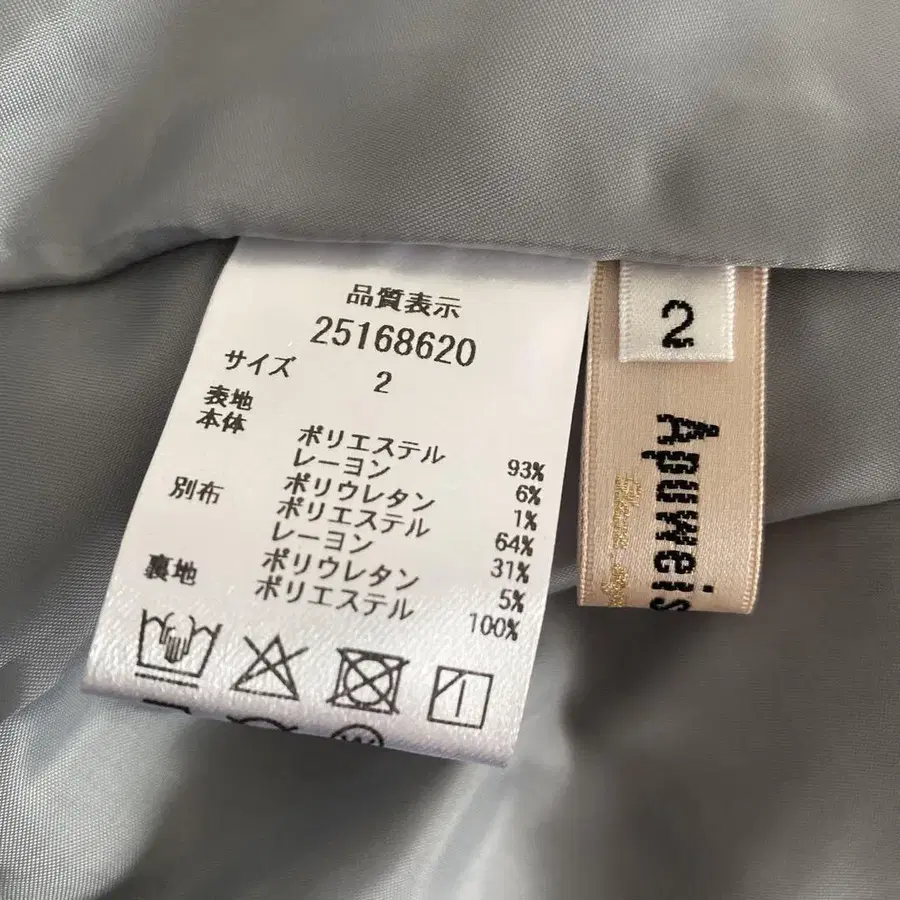 品質表示
25168620
サイズ 2
表地
本体 ポリエステル 93%
レーヨン 6%
ポリウレタン 1%
別布 ポリエステル 64%
レーヨン 31%
ポリウレタン 5%
裏地 ポリエステル 100%
2
Apuweis